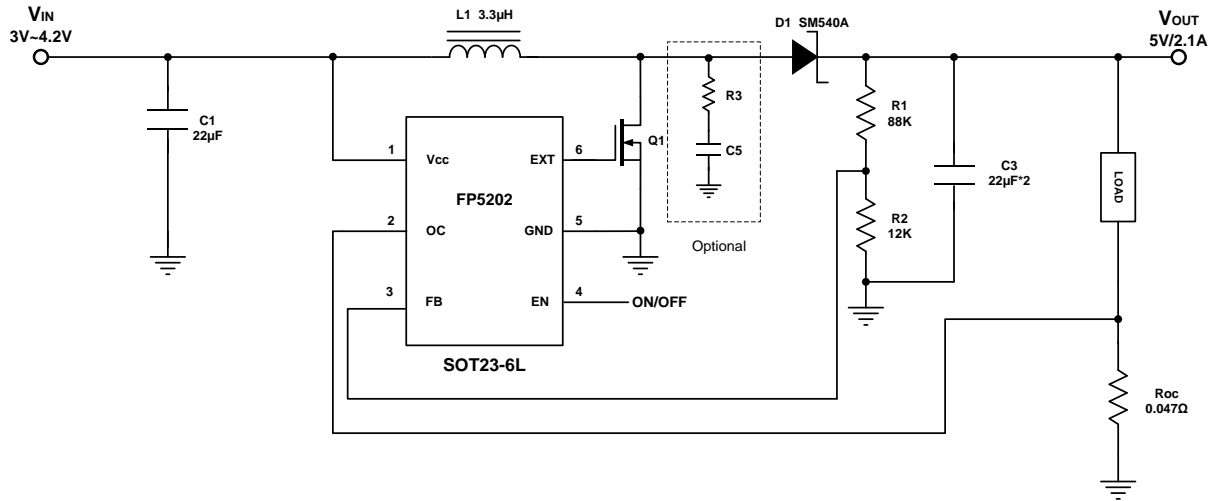 VIN
3V~4.2V
L1 3.3μH
D1 SM540A
VOUT
5V/2.1A
C1
22μF
R3
C5
Optional
R1
88K
R2
12K
C3
22μF*2
LOAD
Q1
1
Vcc
EXT
6
FP5202
2
OC
GND
5
3
FB
EN
4
ON/OFF
SOT23-6L
Roc
0.047Ω